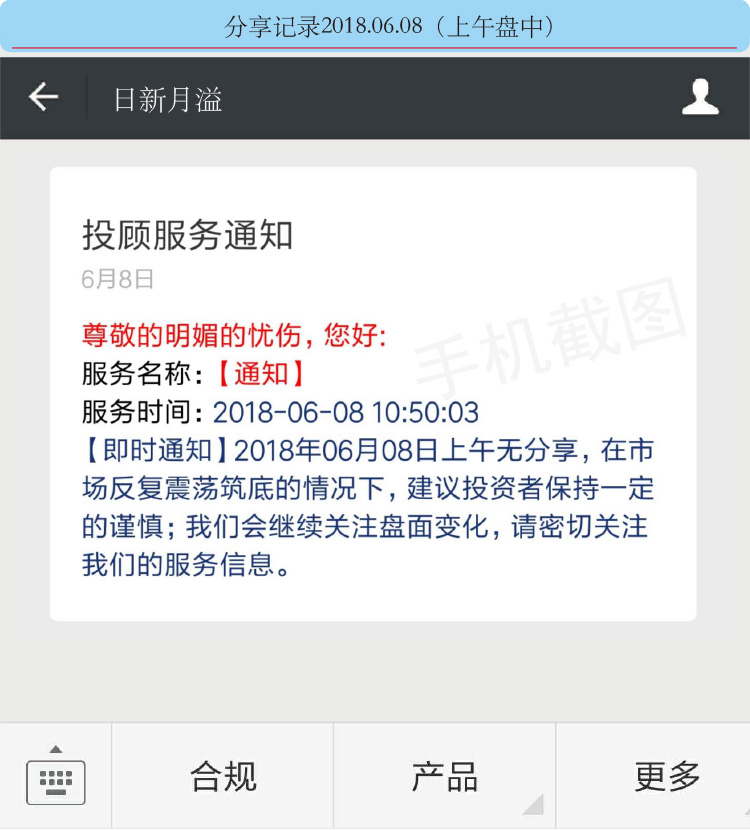 分享记录2018.06.08（上午盘中）
日新月溢
投顾服务通知
6月8日
尊敬的明媚的忧伤，您好:
服务名称：【通知】
服务时间：2018-06-08 10:50:03
【即时通知】2018年06月08日上午无分享，在市
场反复震荡筑底的情况下，建议投资者保持一定
的谨慎；我们会继续关注盘面变化，请密切关注
我们的服务信息。
手机截图
合规
产品
更多